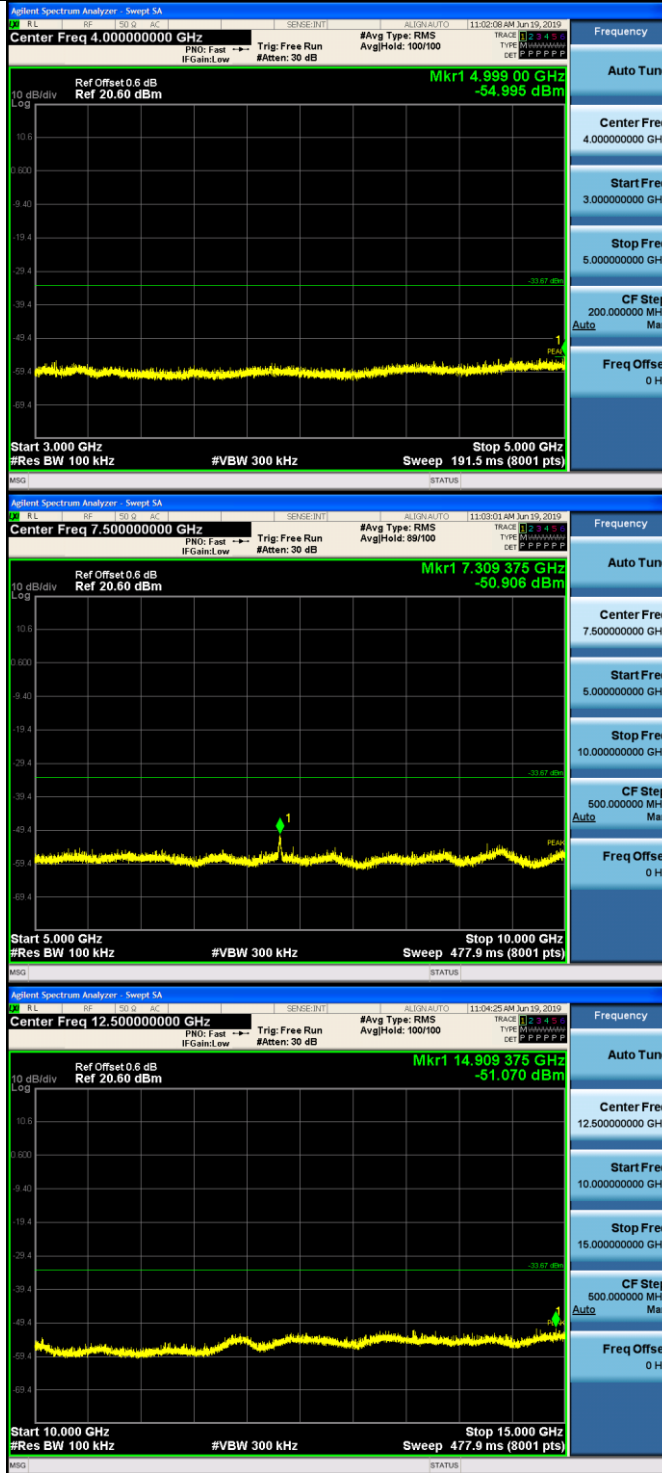 Agilent Spectrum Analyzer - Swept SA
RL RF 50 Ω AC SENSE:INT ALIGNAUTO 11:02:08 AM Jun 19, 2019
Center Freq 4.000000000 GHz #Avg Type: RMS TRACE 1 2 3 4 5 6
PNO: Fast Trig: Free Run Avg|Hold: 100/100 TYPE M
IFGain:Low #Atten: 30 dB DET P P P P P P
Frequency
Auto Tun
Mkr1 4.999 00 GHz
Ref Offset 0.6 dB
10 dB/div Ref 20.60 dBm -54.995 dBm
Log
10.6
0.600
-9.40
-19.4
-29.4
-33.67 dBm
-39.4
-49.4
1
PEAK
-59.4
-69.4
Center Fre
4.000000000 GH
Start Fre
3.000000000 GH
Stop Fre
5.000000000 GH
CF Step
200.000000 MH
Auto Ma
Freq Offse
0 H
Start 3.000 GHz Stop 5.000 GHz
#Res BW 100 kHz #VBW 300 kHz Sweep 191.5 ms (8001 pts)
MSG STATUS
Agilent Spectrum Analyzer - Swept SA
RL RF 50 Ω AC SENSE:INT ALIGNAUTO 11:03:01 AM Jun 19, 2019
Center Freq 7.500000000 GHz #Avg Type: RMS TRACE 1 2 3 4 5 6
PNO: Fast Trig: Free Run Avg|Hold: 89/100 TYPE M
IFGain:Low #Atten: 30 dB DET P P P P P P
Frequency
Auto Tun
Mkr1 7.309 375 GHz
Ref Offset 0.6 dB
10 dB/div Ref 20.60 dBm -50.906 dBm
Log
10.6
0.600
-9.40
-19.4
-29.4
-33.67 dBm
-39.4
1
-49.4
PEAK
-59.4
-69.4
Center Fre
7.500000000 GH
Start Fre
5.000000000 GH
Stop Fre
10.000000000 GH
CF Step
500.000000 MH
Auto Ma
Freq Offse
0 H
Start 5.000 GHz Stop 10.000 GHz
#Res BW 100 kHz #VBW 300 kHz Sweep 477.9 ms (8001 pts)
MSG STATUS
Agilent Spectrum Analyzer - Swept SA
RL RF 50 Ω AC SENSE:INT ALIGNAUTO 11:04:25 AM Jun 19, 2019
Center Freq 12.500000000 GHz #Avg Type: RMS TRACE 1 2 3 4 5 6
PNO: Fast Trig: Free Run Avg|Hold: 100/100 TYPE M
IFGain:Low #Atten: 30 dB DET P P P P P P
Frequency
Auto Tun
Mkr1 14.909 375 GHz
Ref Offset 0.6 dB
10 dB/div Ref 20.60 dBm -51.070 dBm
Log
10.6
0.600
-9.40
-19.4
-29.4
-33.67 dBm
-39.4
1
-49.4
-59.4
-69.4
Center Fre
12.500000000 GH
Start Fre
10.000000000 GH
Stop Fre
15.000000000 GH
CF Step
500.000000 MH
Auto Ma
Freq Offse
0 H
Start 10.000 GHz Stop 15.000 GHz
#Res BW 100 kHz #VBW 300 kHz Sweep 477.9 ms (8001 pts)
MSG STATUS